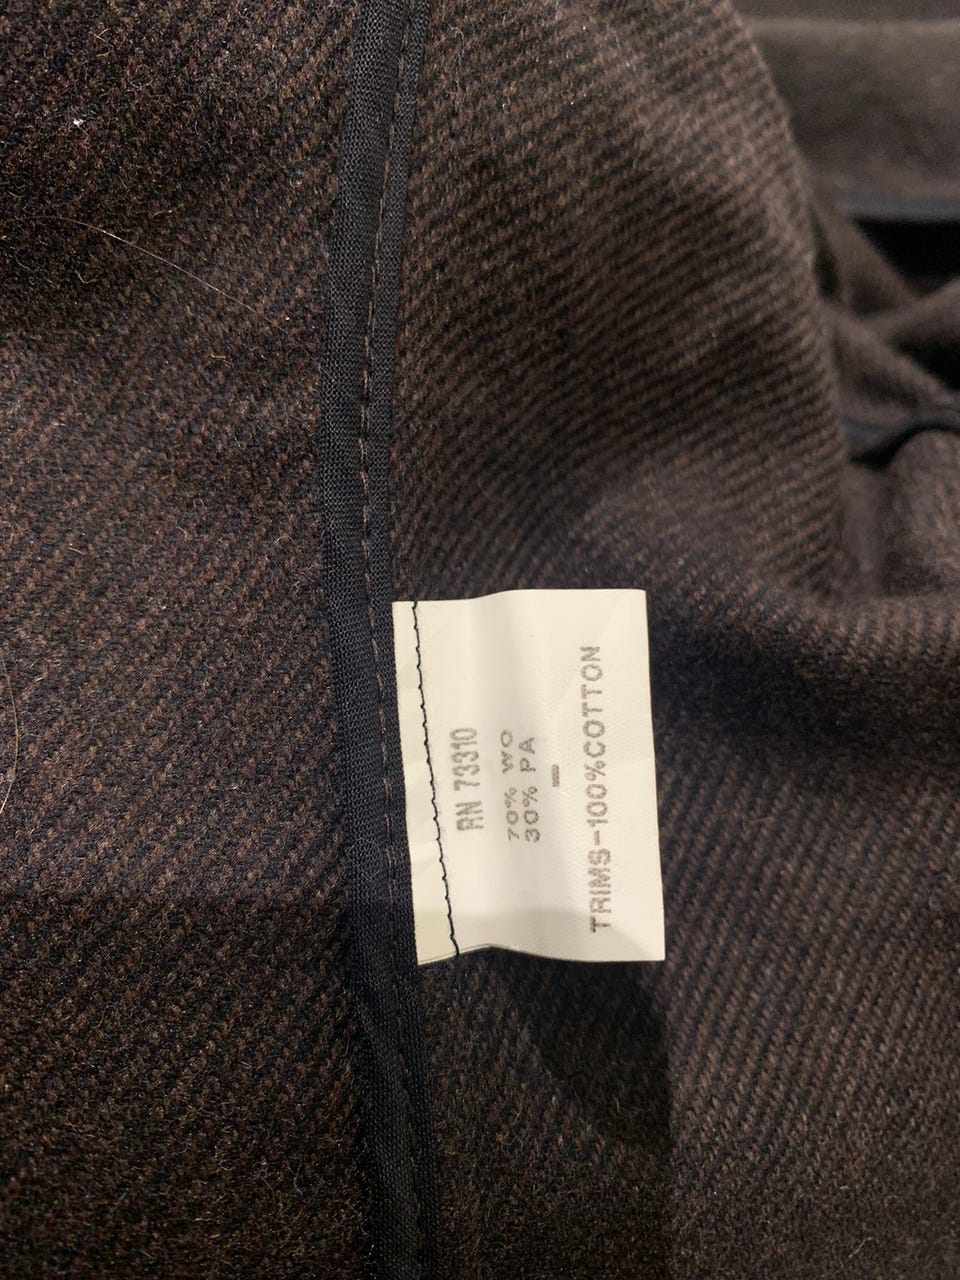 RN 73310
70% WO
30% PA
TRIMS-100%COTTON